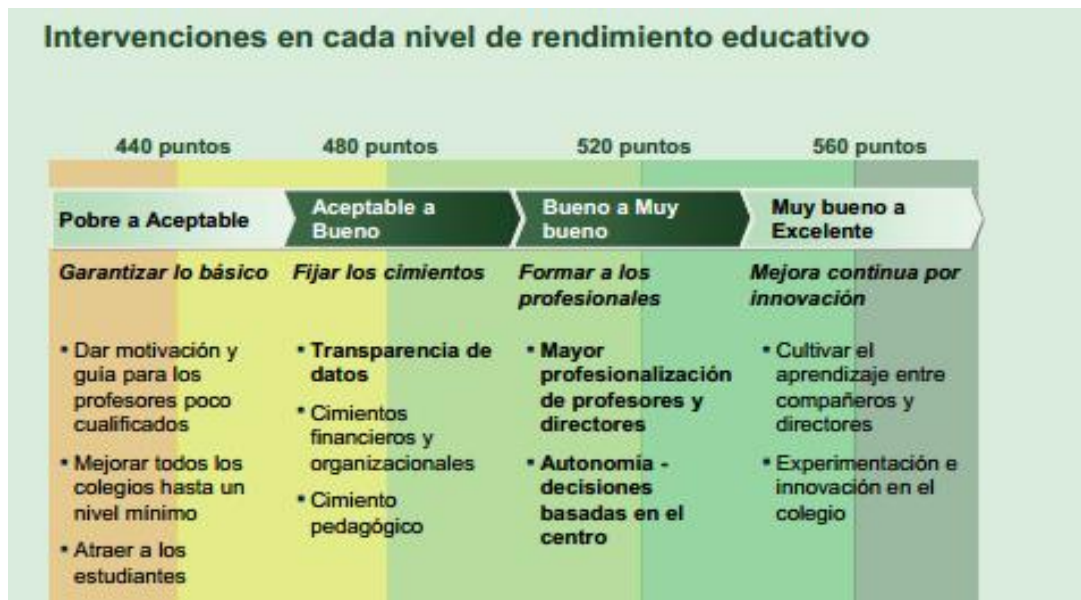 Intervenciones en cada nivel de rendimiento educativo
440 puntos
480 puntos
520 puntos
560 puntos
Pobre a Aceptable
Aceptable a
Bueno
Bueno a Muy
bueno
Muy bueno a
Excelente
Garantizar lo básico
Fijar los cimientos
Formar a los
profesionales
Mejora continua por
innovación
▪ Dar motivación y
guía para los
profesores poco
cualificados
▪ Mejorar todos los
colegios hasta un
nivel mínimo
▪ Atraer a los
estudiantes
▪ Transparencia de
datos
▪ Cimientos
financieros y
organizacionales
▪ Cimiento
pedagógico
▪ Mayor
profesionalización
de profesores y
directores
▪ Autonomía -
decisiones
basadas en el
centro
▪ Cultivar el
aprendizaje entre
compañeros y
directores
▪ Experimentación e
innovación en el
colegio